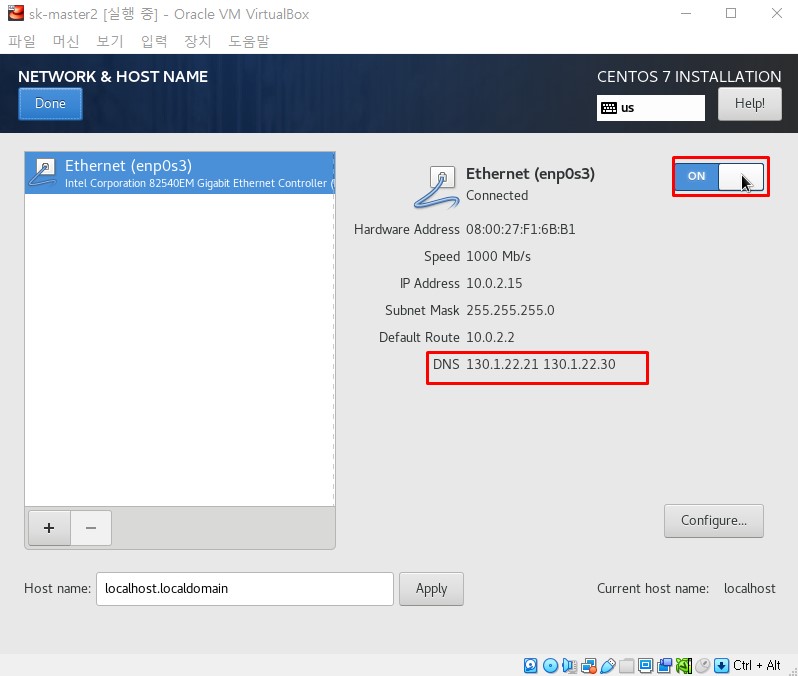 sk-master2 [실행 중] - Oracle VM VirtualBox
파일 머신 보기 입력 장치 도움말
NETWORK & HOST NAME
CENTOS 7 INSTALLATION
Done
us
Help!
Ethernet (enp0s3)
Intel Corporation 82540EM Gigabit Ethernet Controller (
Ethernet (enp0s3)
Connected
ON
Hardware Address 08:00:27:F1:6B:B1
Speed 1000 Mb/s
IP Address 10.0.2.15
Subnet Mask 255.255.255.0
Default Route 10.0.2.2
DNS 130.1.22.21 130.1.22.30
+ −
Configure...
Host name: localhost.localdomain Apply Current host name: localhost
Ctrl + Alt